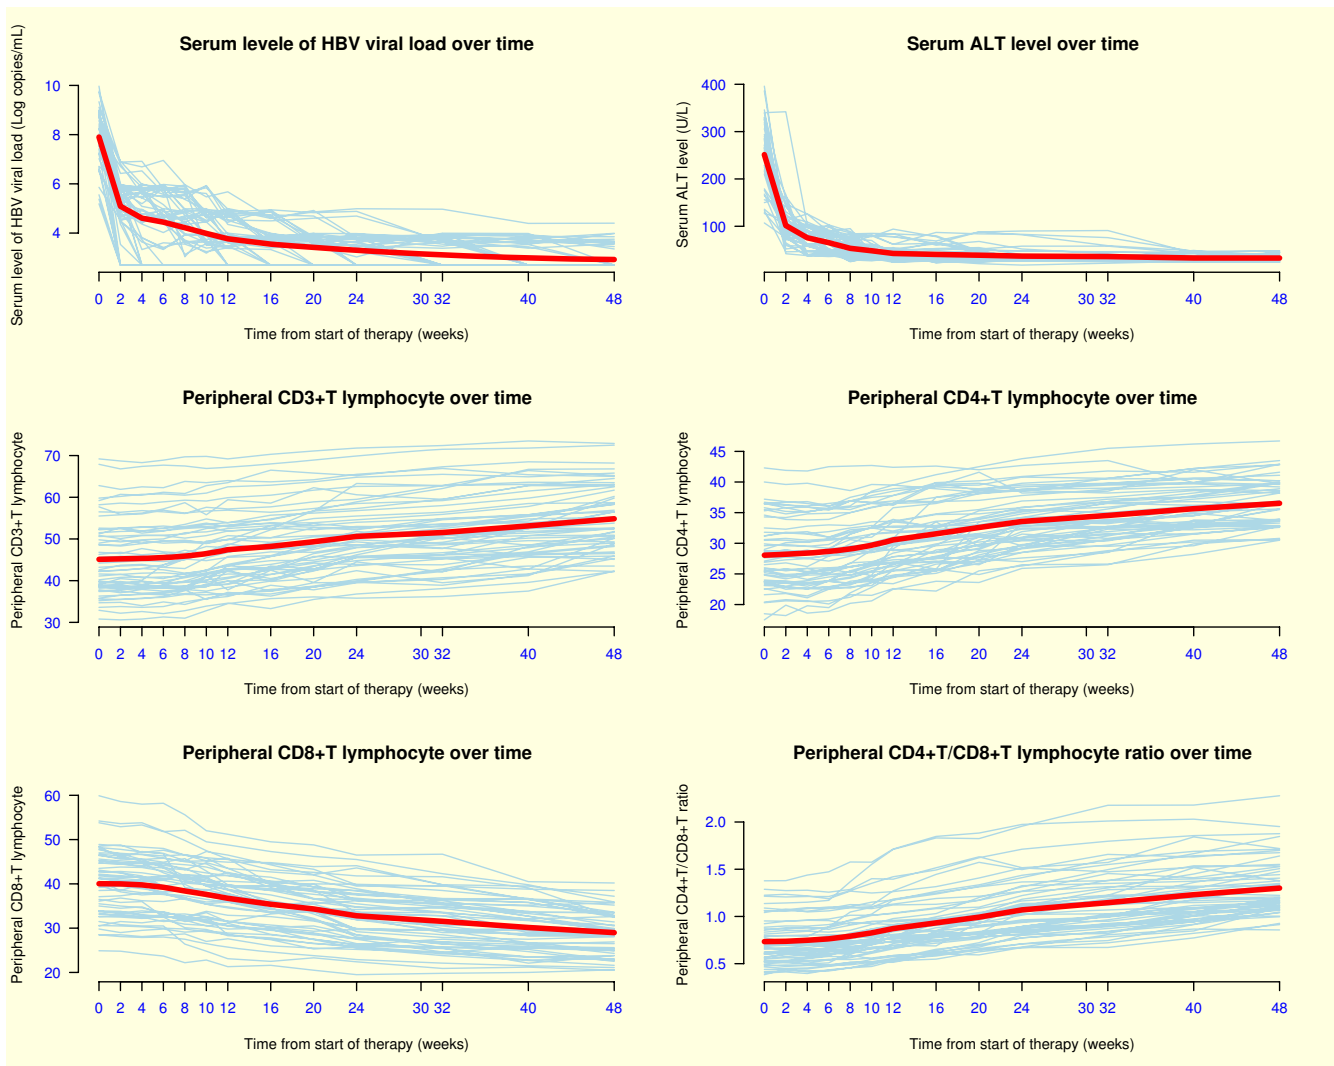 Serum levele of HBV viral load over time
Serum level of HBV viral load (Log copies/mL)
10
8
6
4
0 2 4 6 8 10 12 16 20 24 30 32 40 48
Time from start of therapy (weeks)
Serum ALT level over time
Serum ALT level (U/L)
400
300
200
100
0 2 4 6 8 10 12 16 20 24 30 32 40 48
Time from start of therapy (weeks)
Peripheral CD3+T lymphocyte over time
Peripheral CD3+T lymphocyte
70
60
50
40
30
0 2 4 6 8 10 12 16 20 24 30 32 40 48
Time from start of therapy (weeks)
Peripheral CD4+T lymphocyte over time
Peripheral CD4+T lymphocyte
45
40
35
30
25
20
0 2 4 6 8 10 12 16 20 24 30 32 40 48
Time from start of therapy (weeks)
Peripheral CD8+T lymphocyte over time
Peripheral CD8+T lymphocyte
60
50
40
30
20
0 2 4 6 8 10 12 16 20 24 30 32 40 48
Time from start of therapy (weeks)
Peripheral CD4+T/CD8+T lymphocyte ratio over time
Peripheral CD4+T/CD8+T ratio
2.0
1.5
1.0
0.5
0 2 4 6 8 10 12 16 20 24 30 32 40 48
Time from start of therapy (weeks)